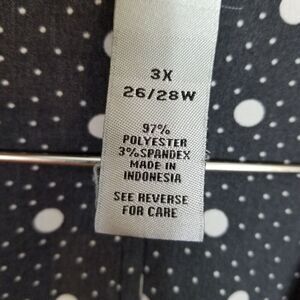 3X
26/28W
97%
POLYESTER
3%SPANDEX
MADE IN
INDONESIA
SEE REVERSE
FOR CARE